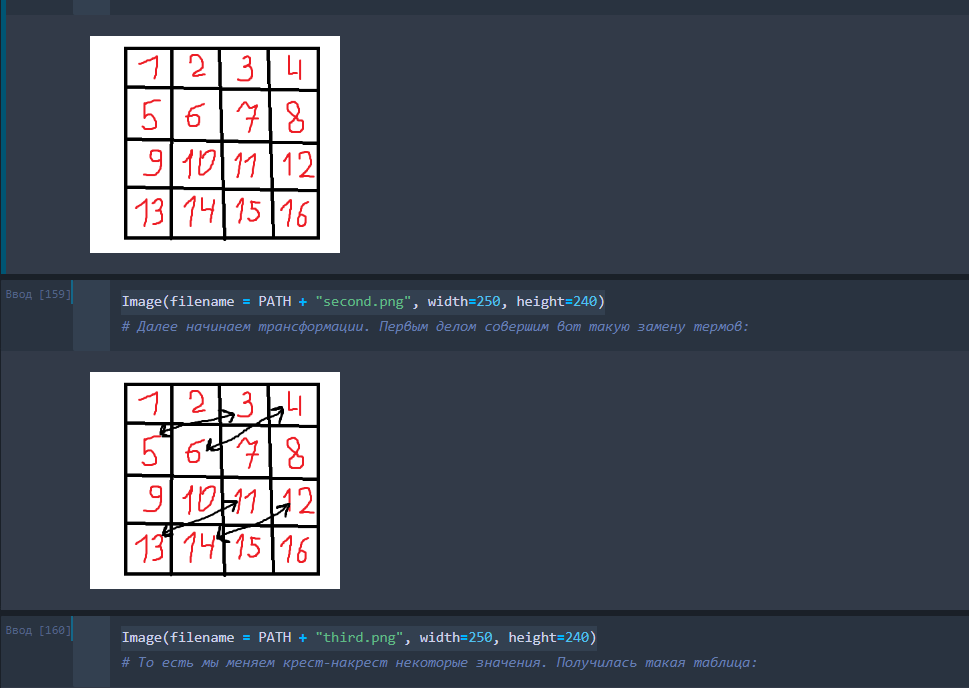 1 2 3 4
5 6 7 8
9 10 11 12
13 14 15 16
Ввод [159]
Image(filename = PATH + "second.png", width=250, height=240)
# Далее начинаем трансформации. Первым делом совершим вот такую замену термов:
1 2 3 4
5 6 7 8
9 10 11 12
13 14 15 16
Ввод [160]
Image(filename = PATH + "third.png", width=250, height=240)
# То есть мы меняем крест-накрест некоторые значения. Получилась такая таблица: